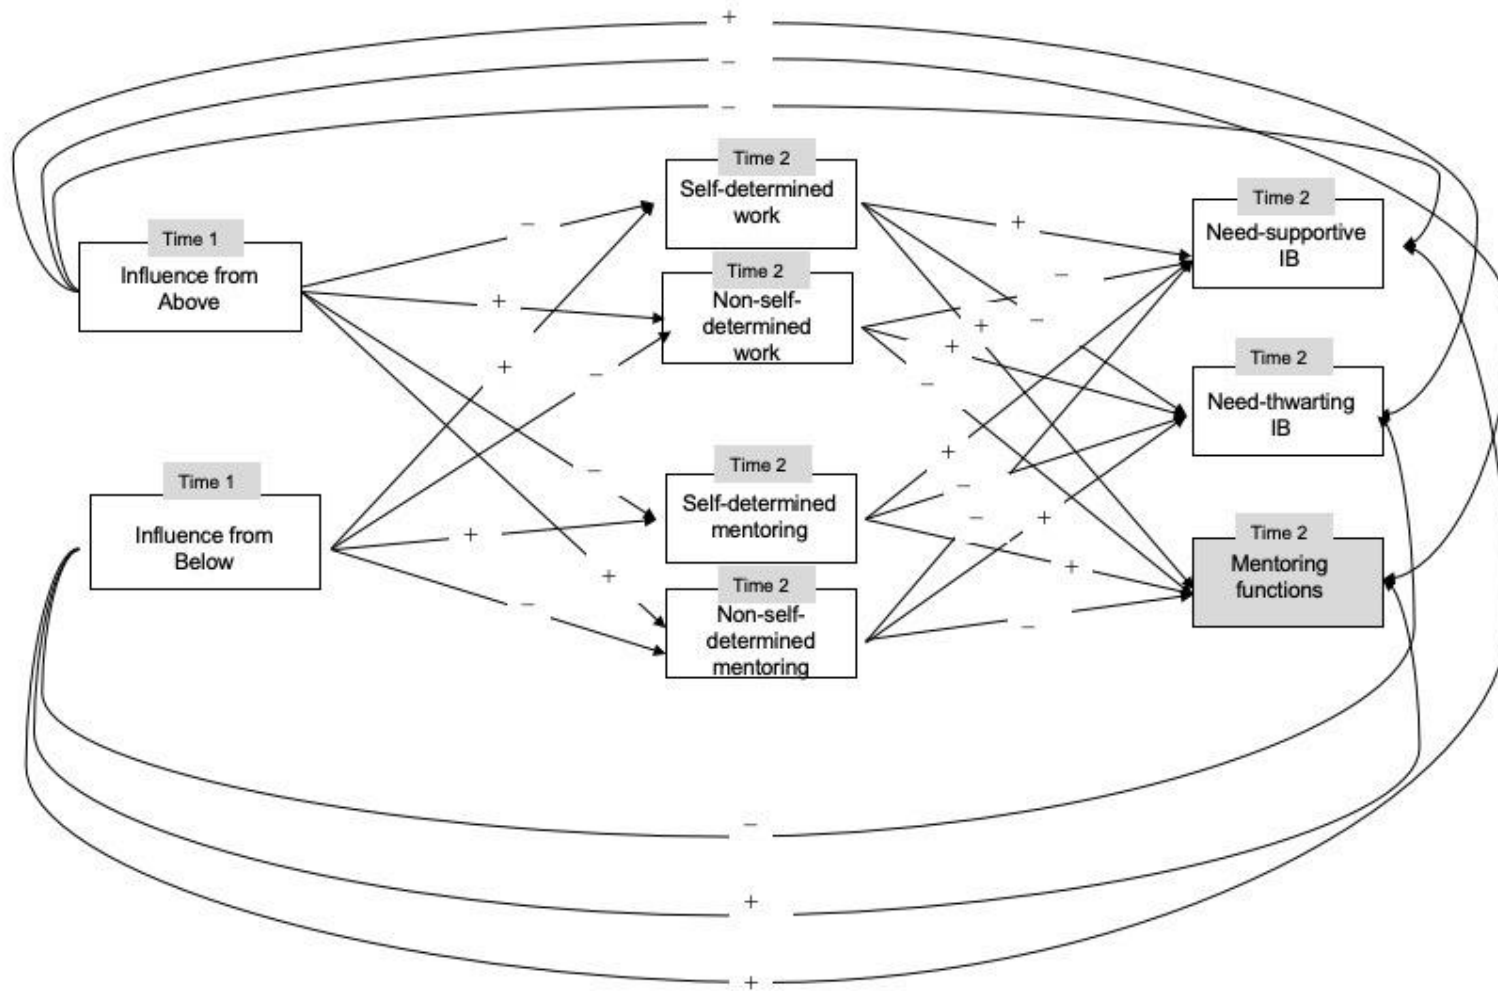 +
–
–
Time 1
Influence from
Above
Time 1
Influence from
Below
–
+
+
–
–
+
+
–
Time 2
Self-determined
work
Time 2
Non-self-
determined
work
Time 2
Self-determined
mentoring
Time 2
Non-self-
determined
mentoring
+
–
+
–
+
–
+
–
–
+
+
–
Time 2
Need-supportive
IB
Time 2
Need-thwarting
IB
Time 2
Mentoring
functions
–
+
+